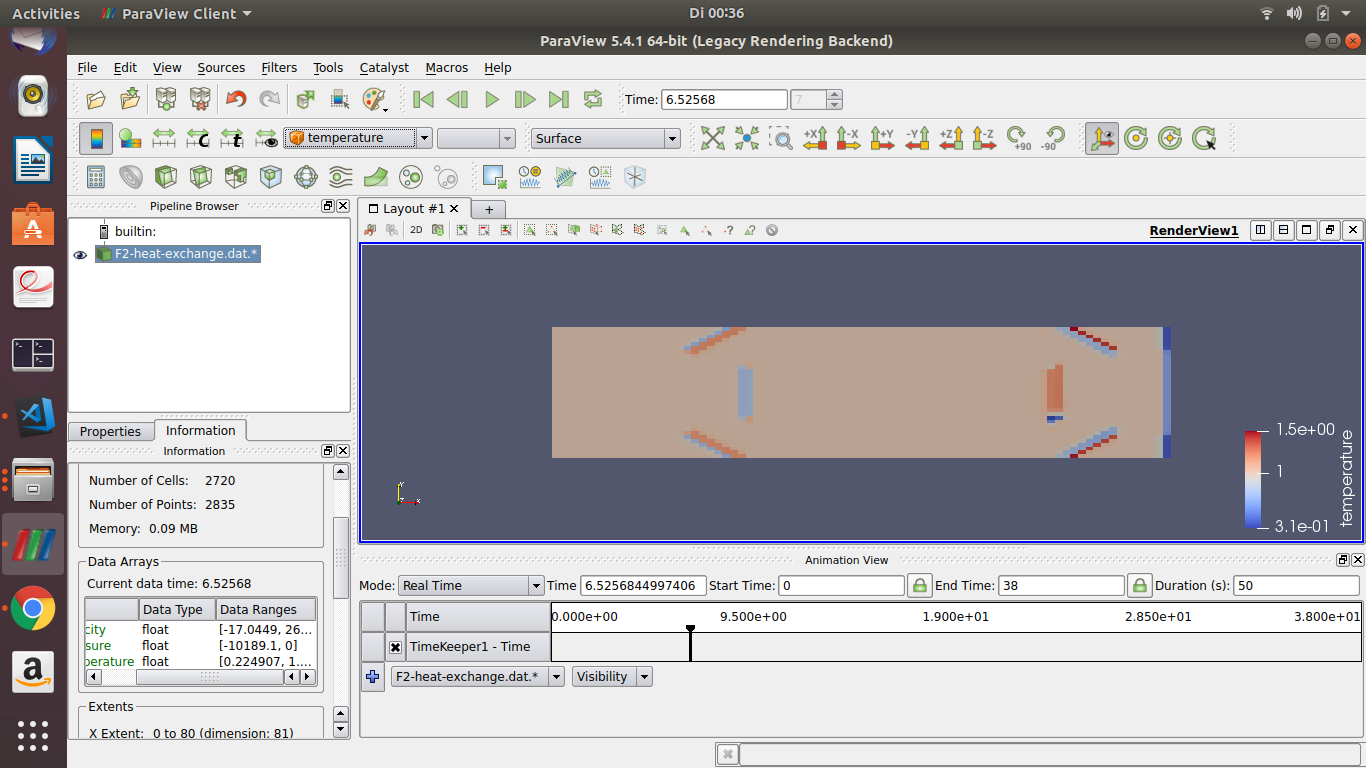 Activities ParaView Client Di 00:36
ParaView 5.4.1 64-bit (Legacy Rendering Backend)
File Edit View Sources Filters Tools Catalyst Macros Help
Time: 6.52568 7
temperature Surface +X -X +Y -Y +Z -Z +90 -90
Pipeline Browser
builtin:
F2-heat-exchange.dat.*
Properties Information
Information
Number of Cells: 2720
Number of Points: 2835
Memory: 0.09 MB
Data Arrays
Current data time: 6.52568
Data Type Data Ranges
city float [-17.0449, 26...
sure float [-10189.1, 0]
perature float [0.224907, 1....
Extents
X Extent: 0 to 80 (dimension: 81)
Layout #1
2D RenderView1
1.5e+00
1
3.1e-01
temperature
Y
Z X
Animation View
Mode: Real Time Time 6.5256844997406 Start Time: 0 End Time: 38 Duration (s): 50
Time 0.000e+00 9.500e+00 1.900e+01 2.850e+01 3.800e+01
TimeKeeper1 - Time
F2-heat-exchange.dat.* Visibility